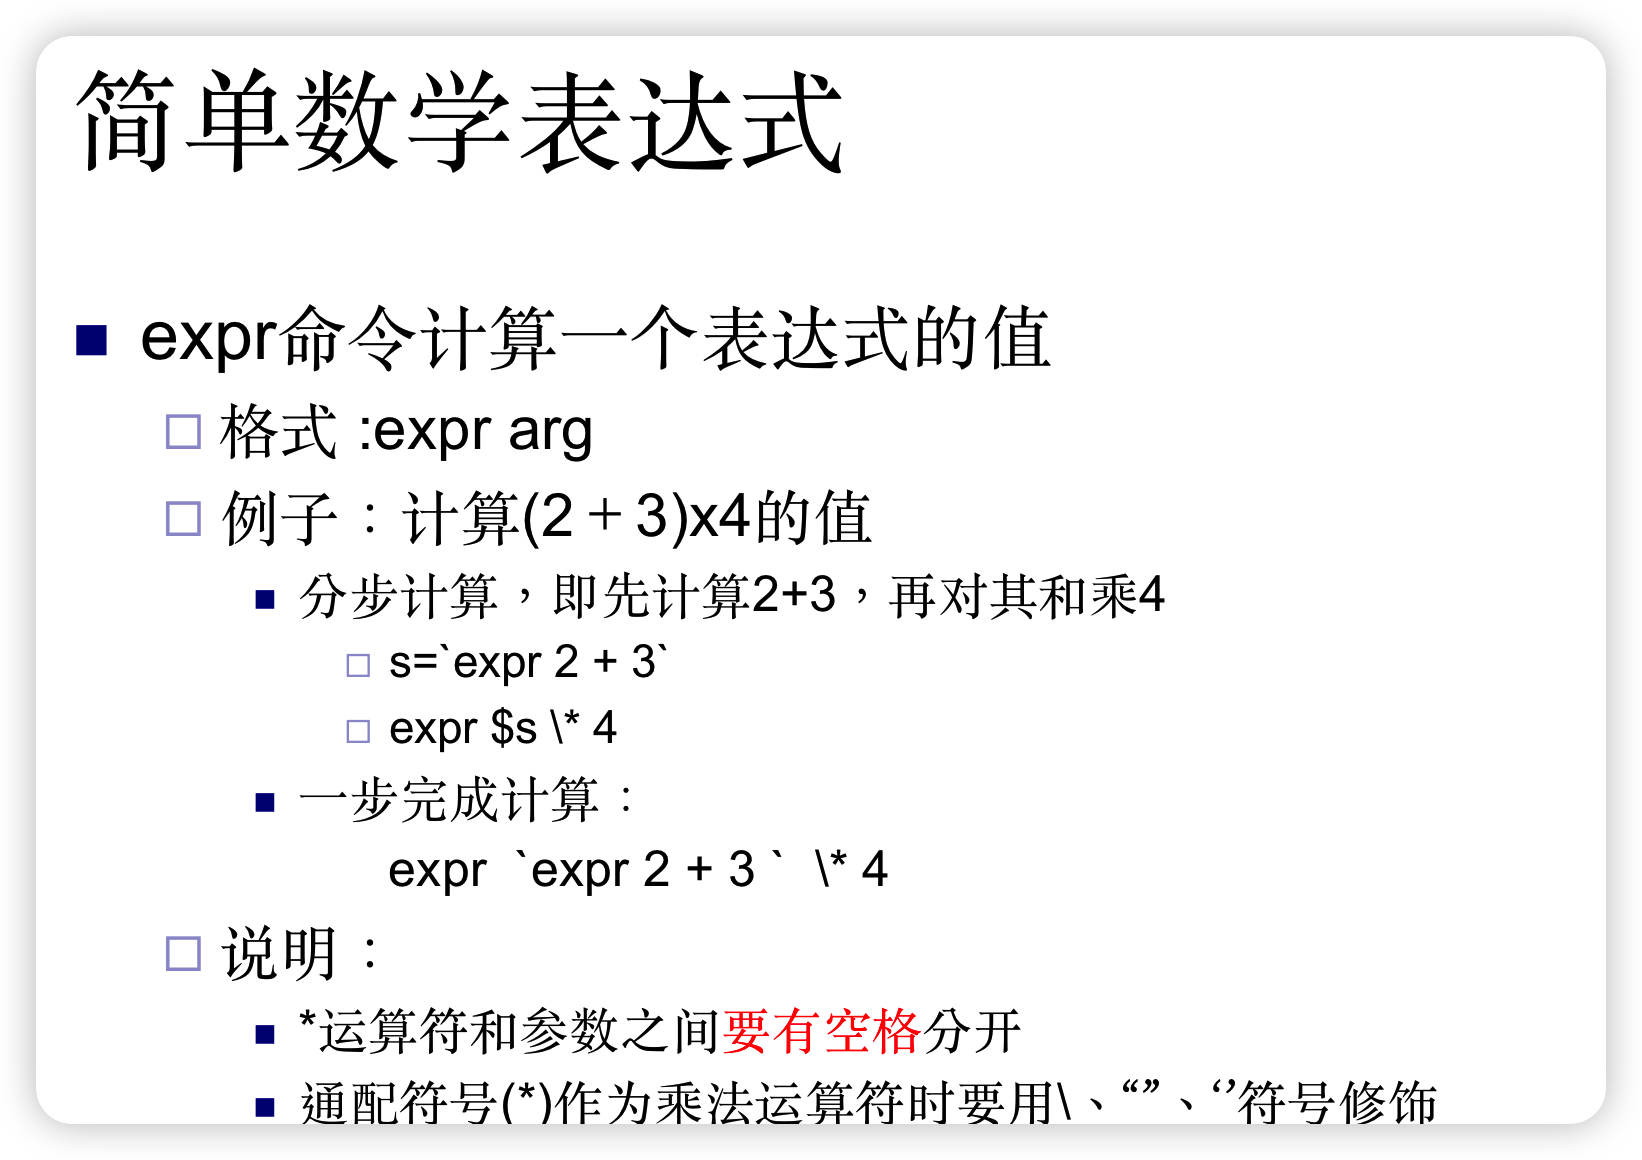 简单数学表达式
expr命令计算一个表达式的值
格式 :expr arg
例子：计算(2＋3)x4的值
分步计算，即先计算2+3，再对其和乘4
s=`expr 2 + 3`
expr $s \* 4
一步完成计算：
expr `expr 2 + 3 ` \* 4
说明：
*运算符和参数之间要有空格分开
通配符号(*)作为乘法运算符时要用\、“”、‘’符号修饰